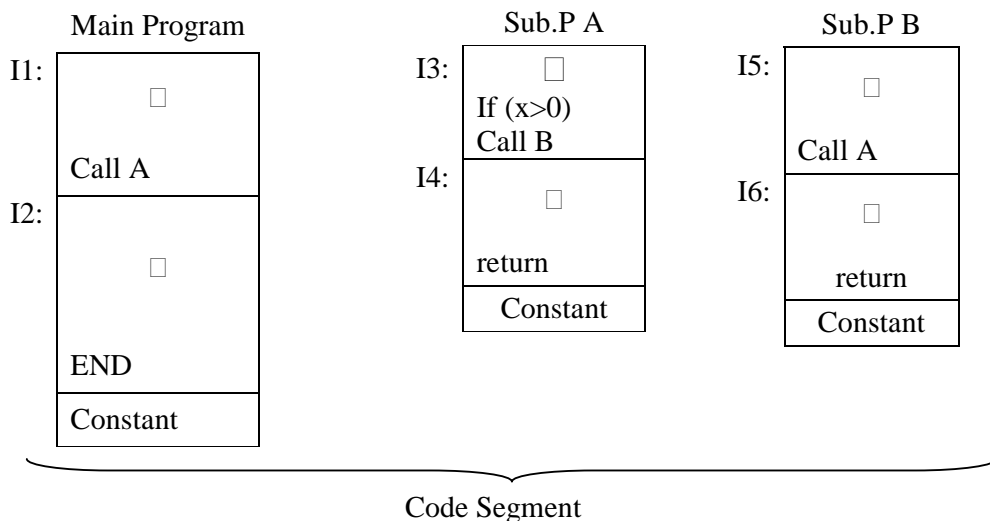 Main Program
I1:
Call A
I2:
END
Constant
Sub.P A
I3:
If (x>0)
Call B
I4:
return
Constant
Sub.P B
I5:
Call A
I6:
return
Constant
Code Segment